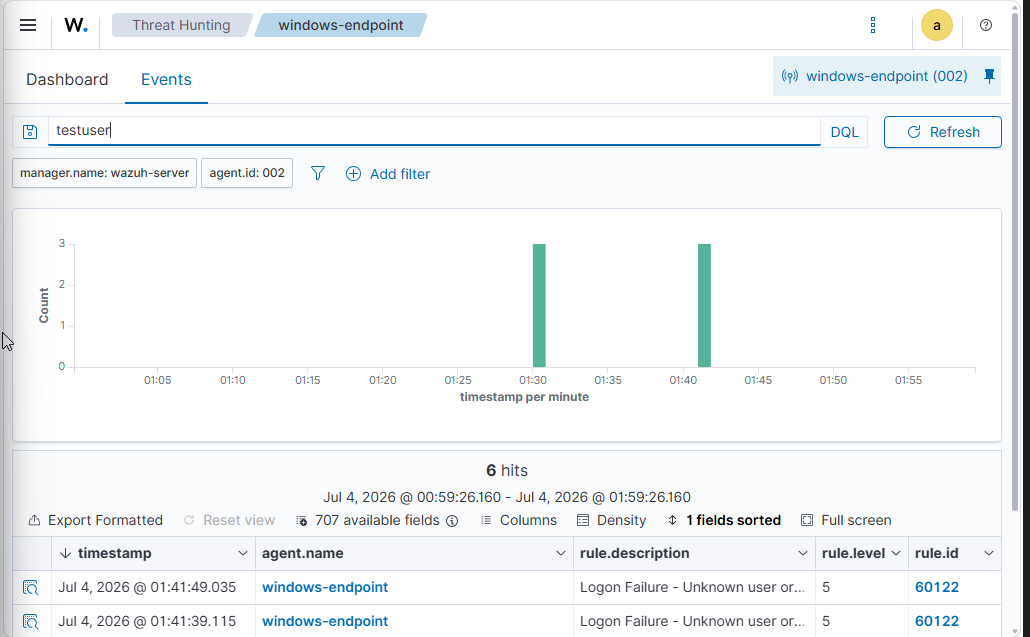 W. Threat Hunting windows-endpoint a
Dashboard Events windows-endpoint (002)
testuser DQL Refresh
manager.name: wazuh-server agent.id: 002 Add filter
3
2
1
0
Count
01:05 01:10 01:15 01:20 01:25 01:30 01:35 01:40 01:45 01:50 01:55
timestamp per minute
6 hits
Jul 4, 2026 @ 00:59:26.160 - Jul 4, 2026 @ 01:59:26.160
Export Formatted Reset view 707 available fields Columns Density 1 fields sorted Full screen
timestamp agent.name rule.description rule.level rule.id
Jul 4, 2026 @ 01:41:49.035 windows-endpoint Logon Failure - Unknown user or... 5 60122
Jul 4, 2026 @ 01:41:39.115 windows-endpoint Logon Failure - Unknown user or... 5 60122